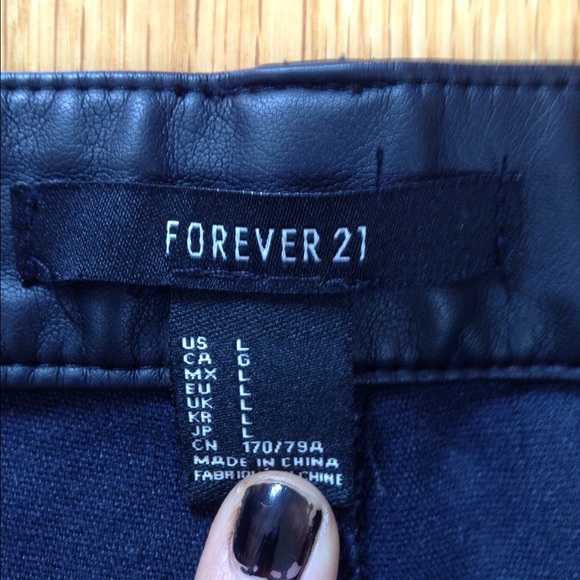 FOREVER 21
US L
CA G
MX L
EU L
UK L
KR L
JP L
CN 170/79A
MADE IN CHINA
CHINE